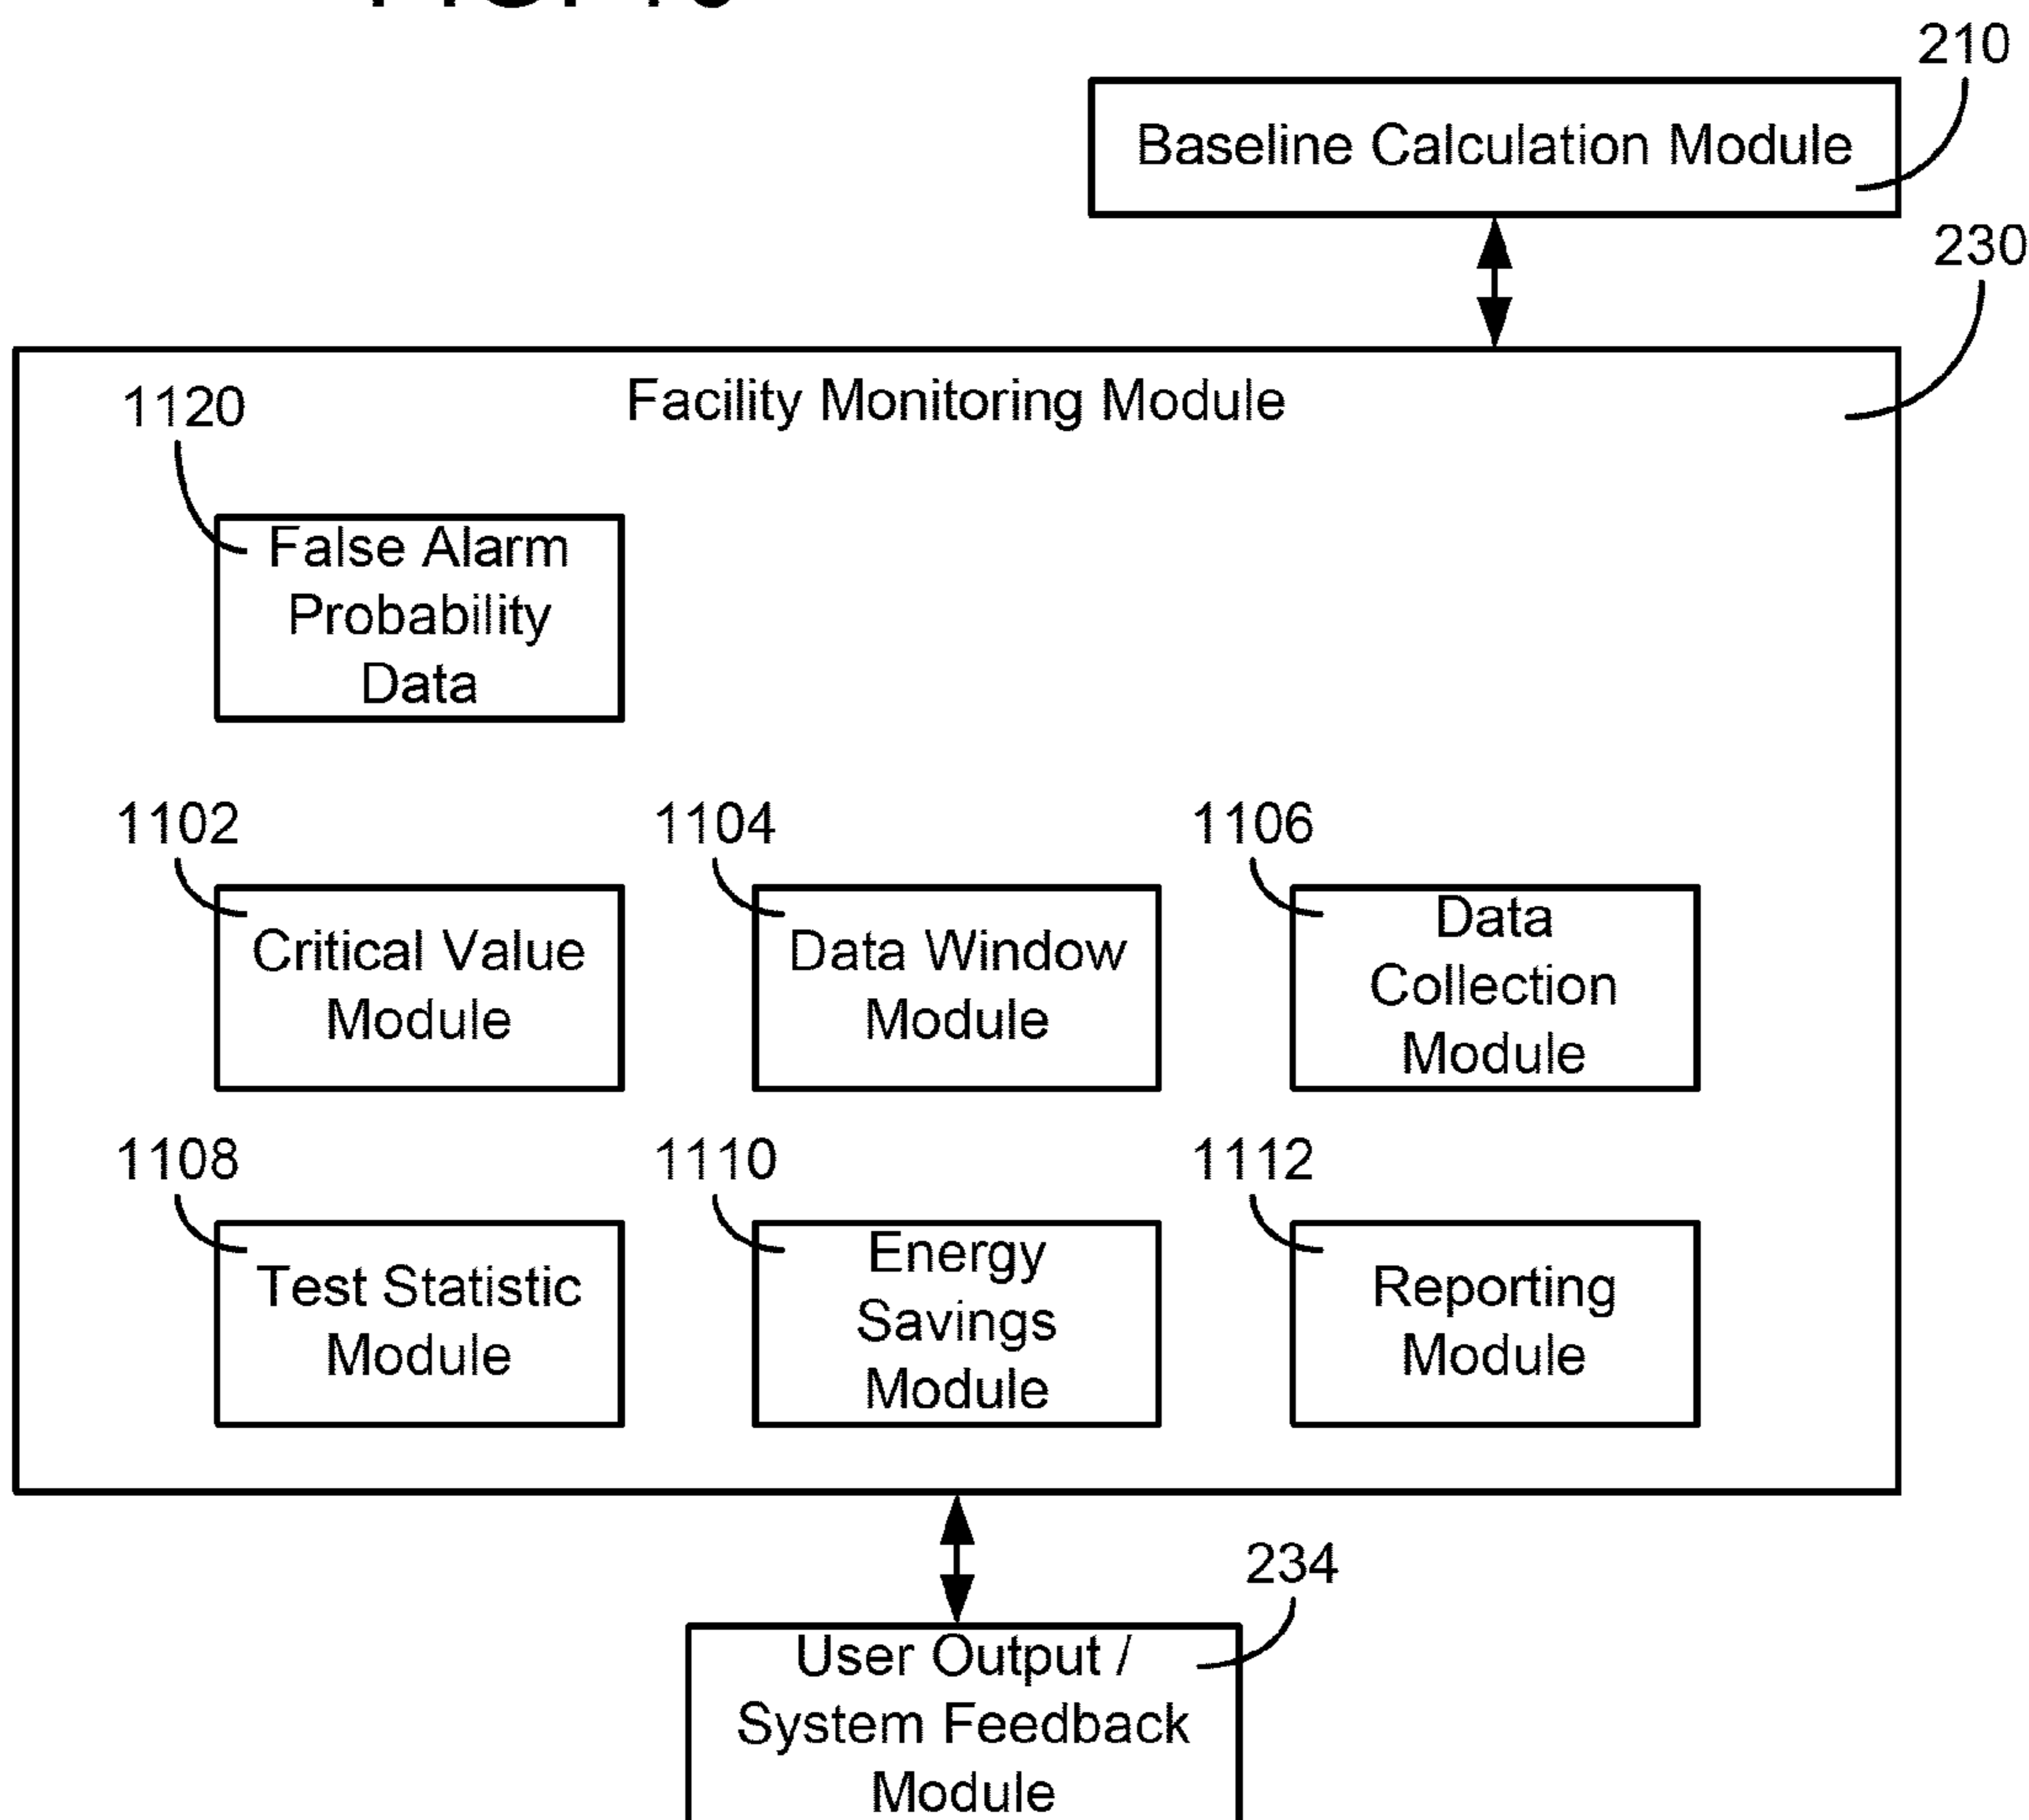 210
Baseline Calculation Module
230
Facility Monitoring Module
1120
False Alarm
Probability
Data
1102
Critical Value
Module
1104
Data Window
Module
1106
Data
Collection
Module
1108
Test Statistic
Module
1110
Energy
Savings
Module
1112
Reporting
Module
234
User Output /
System Feedback
Module